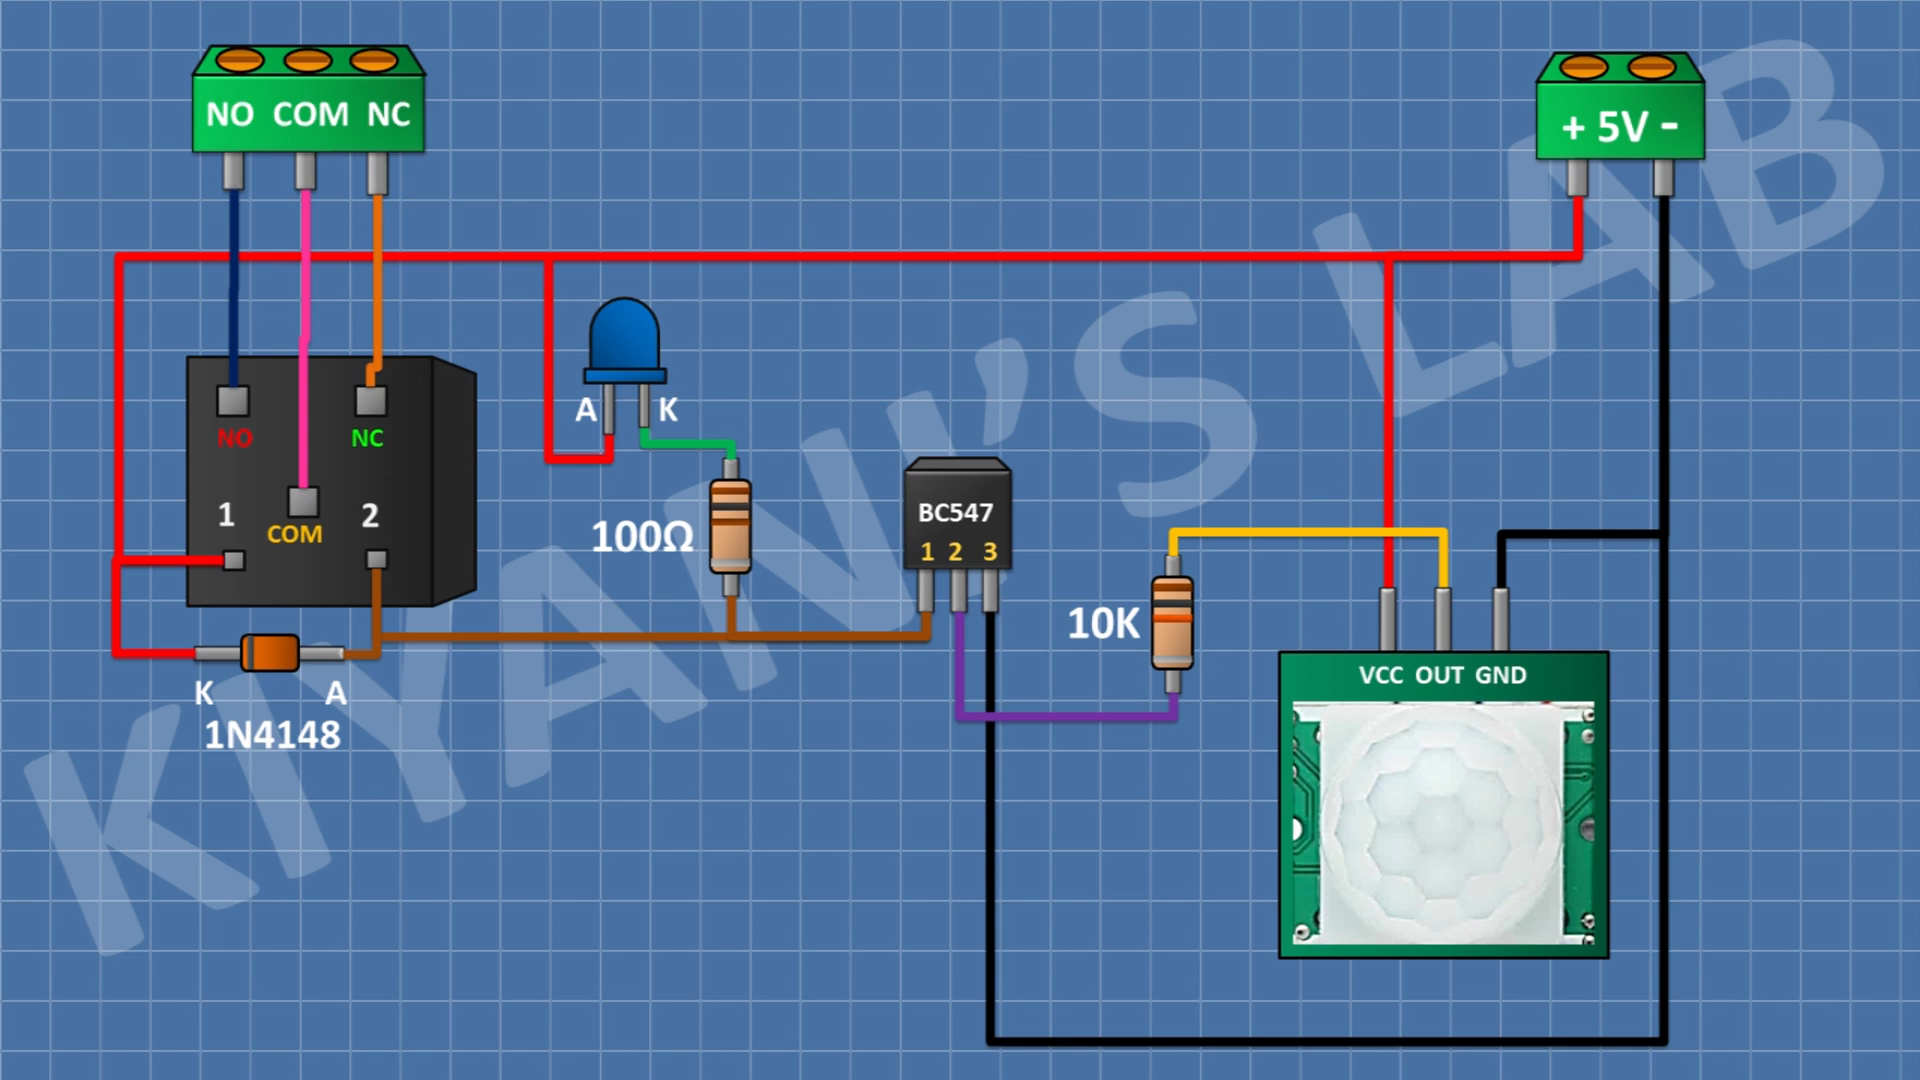 NO COM NC
+ 5V -
NO
NC
1
COM
2
A
K
100Ω
BC547
1 2 3
10K
VCC OUT GND
K
A
1N4148
KIYAN'S LAB